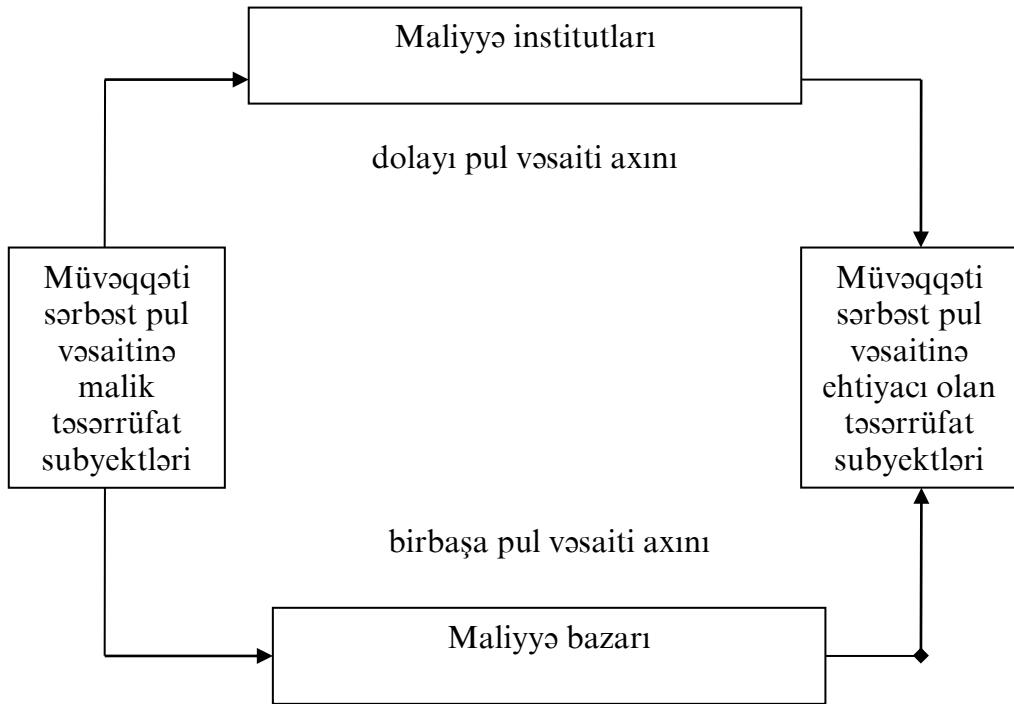 Maliyyə institutları
dolayı pul vəsaiti axını
Müvəqqəti
sərbəst pul
vəsaitinə
malik
təsərrüfat
subyektləri
Müvəqqəti
sərbəst pul
vəsaitinə
ehtiyacı olan
təsərrüfat
subyektləri
birbaşa pul vəsaiti axını
Maliyyə bazarı